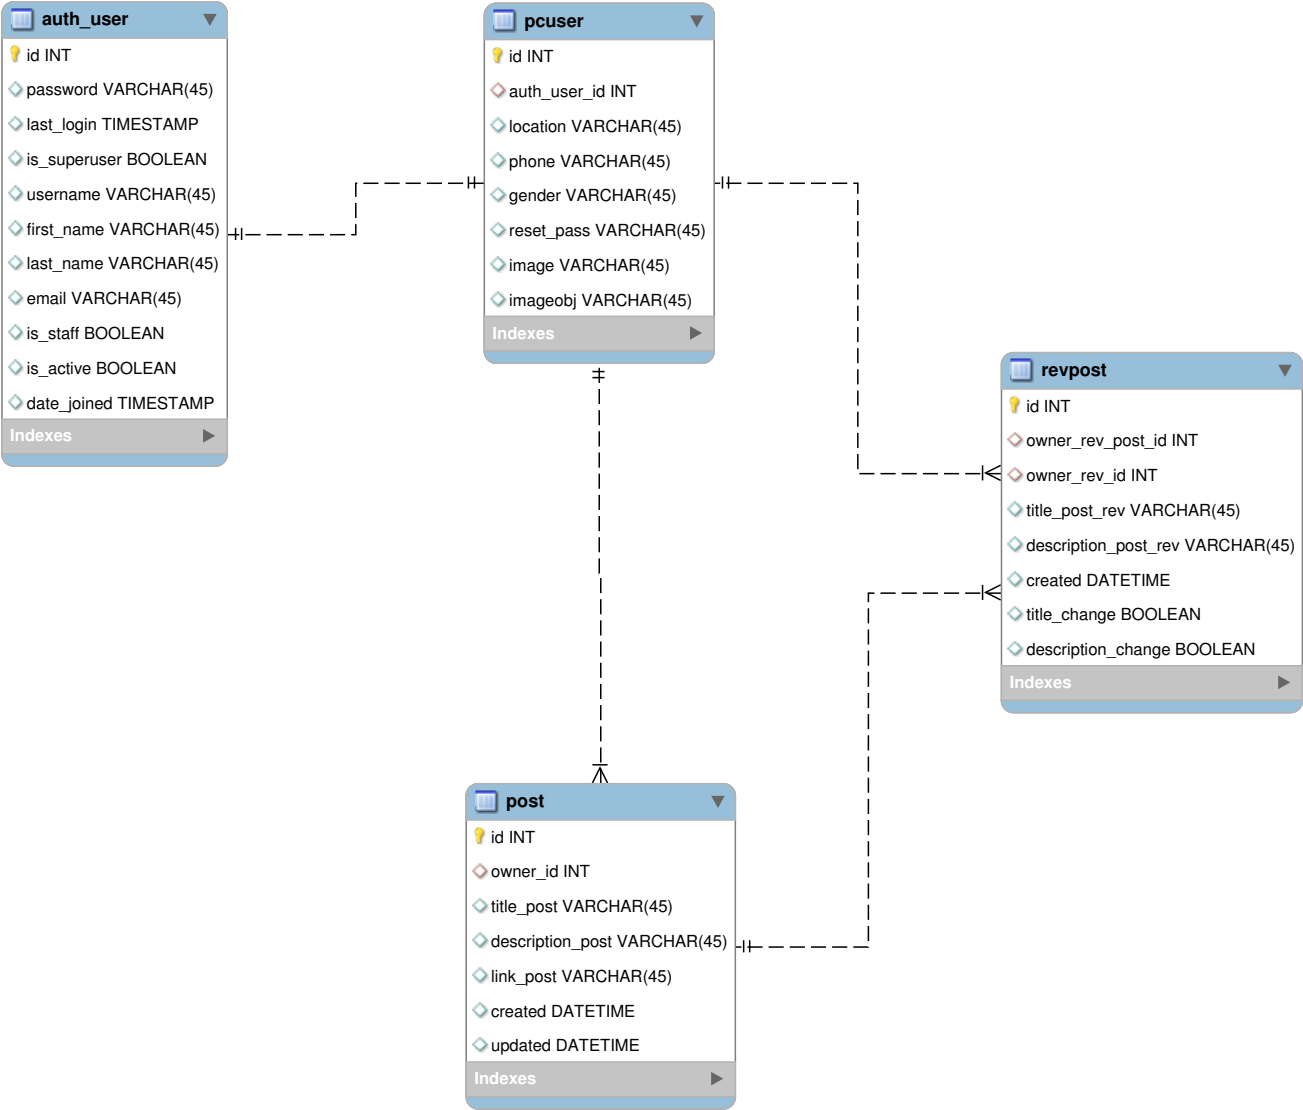 auth_user
id INT
password VARCHAR(45)
last_login TIMESTAMP
is_superuser BOOLEAN
username VARCHAR(45)
first_name VARCHAR(45)
last_name VARCHAR(45)
email VARCHAR(45)
is_staff BOOLEAN
is_active BOOLEAN
date_joined TIMESTAMP
Indexes
pcuser
id INT
auth_user_id INT
location VARCHAR(45)
phone VARCHAR(45)
gender VARCHAR(45)
reset_pass VARCHAR(45)
image VARCHAR(45)
imageobj VARCHAR(45)
Indexes
revpost
id INT
owner_rev_post_id INT
owner_rev_id INT
title_post_rev VARCHAR(45)
description_post_rev VARCHAR(45)
created DATETIME
title_change BOOLEAN
description_change BOOLEAN
Indexes
post
id INT
owner_id INT
title_post VARCHAR(45)
description_post VARCHAR(45)
link_post VARCHAR(45)
created DATETIME
updated DATETIME
Indexes